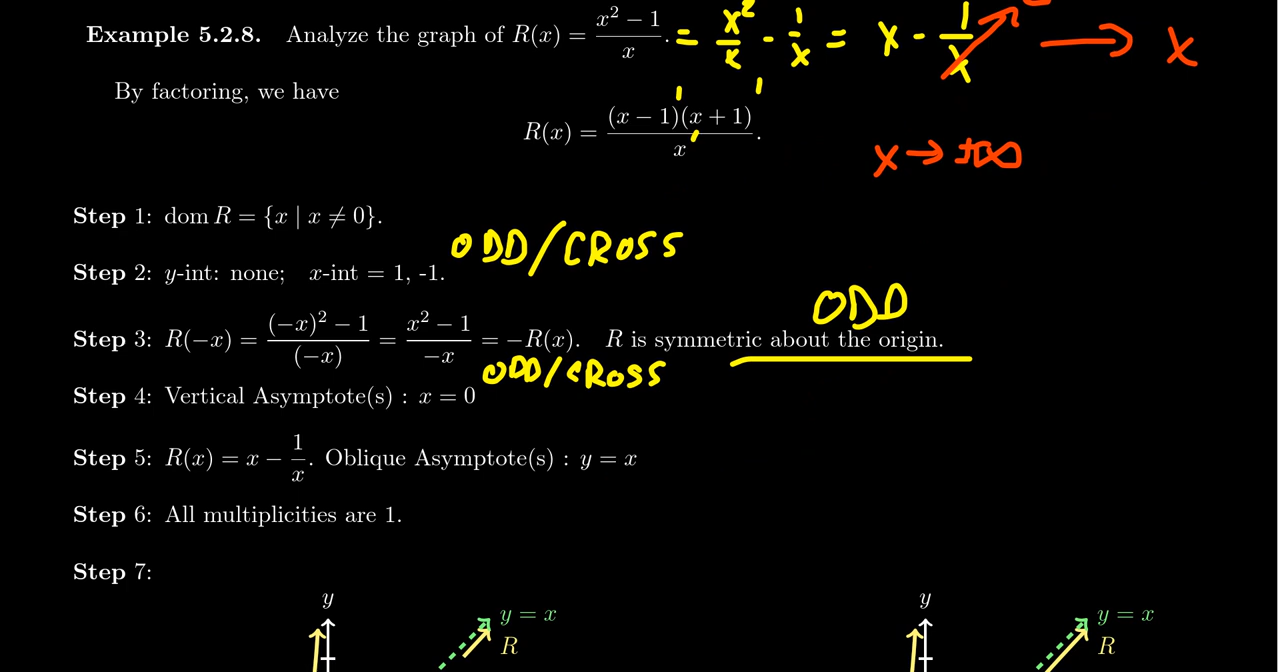 Example 5.2.8. Analyze the graph of R(x) = (x² − 1)/x. = x²/x - 1/x = x - 1/x → x
By factoring, we have
R(x) = (x − 1)(x + 1)/x.
x → ±∞
Step 1: dom R = {x | x ≠ 0}.
ODD/CROSS
Step 2: y-int: none; x-int = 1, -1.
ODD
Step 3: R(−x) = ((−x)² − 1)/(−x) = (x² − 1)/(−x) = −R(x). R is symmetric about the origin.
ODD/CROSS
Step 4: Vertical Asymptote(s) : x = 0
Step 5: R(x) = x − 1/x. Oblique Asymptote(s) : y = x
Step 6: All multiplicities are 1.
Step 7:
y y
y = x y = x
R R